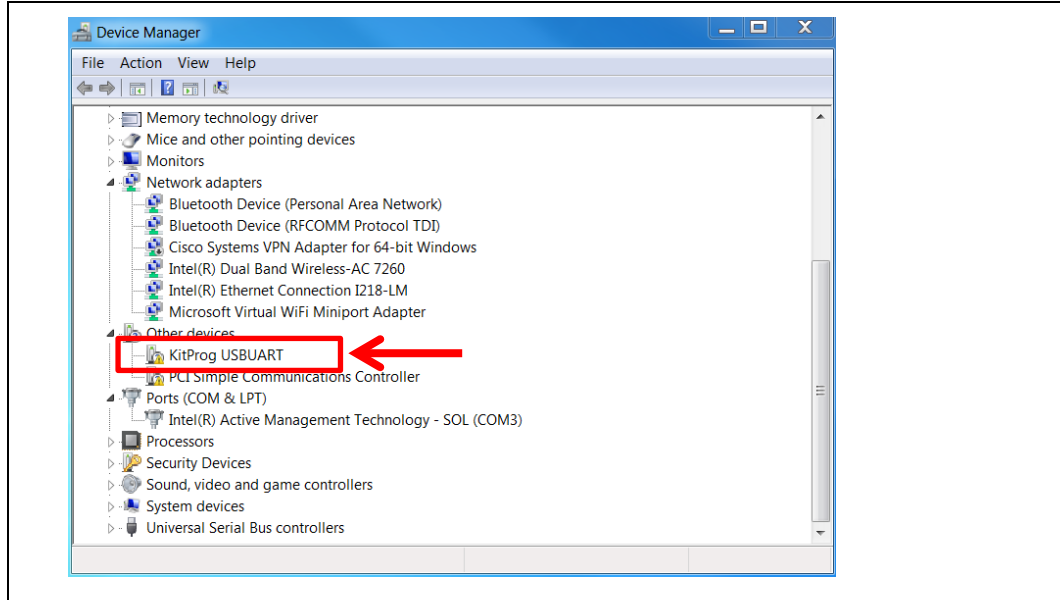 Device Manager
File Action View Help
Memory technology driver
Mice and other pointing devices
Monitors
Network adapters
Bluetooth Device (Personal Area Network)
Bluetooth Device (RFCOMM Protocol TDI)
Cisco Systems VPN Adapter for 64-bit Windows
Intel(R) Dual Band Wireless-AC 7260
Intel(R) Ethernet Connection I218-LM
Microsoft Virtual WiFi Miniport Adapter
Other devices
KitProg USBUART
PCI Simple Communications Controller
Ports (COM & LPT)
Intel(R) Active Management Technology - SOL (COM3)
Processors
Security Devices
Sound, video and game controllers
System devices
Universal Serial Bus controllers